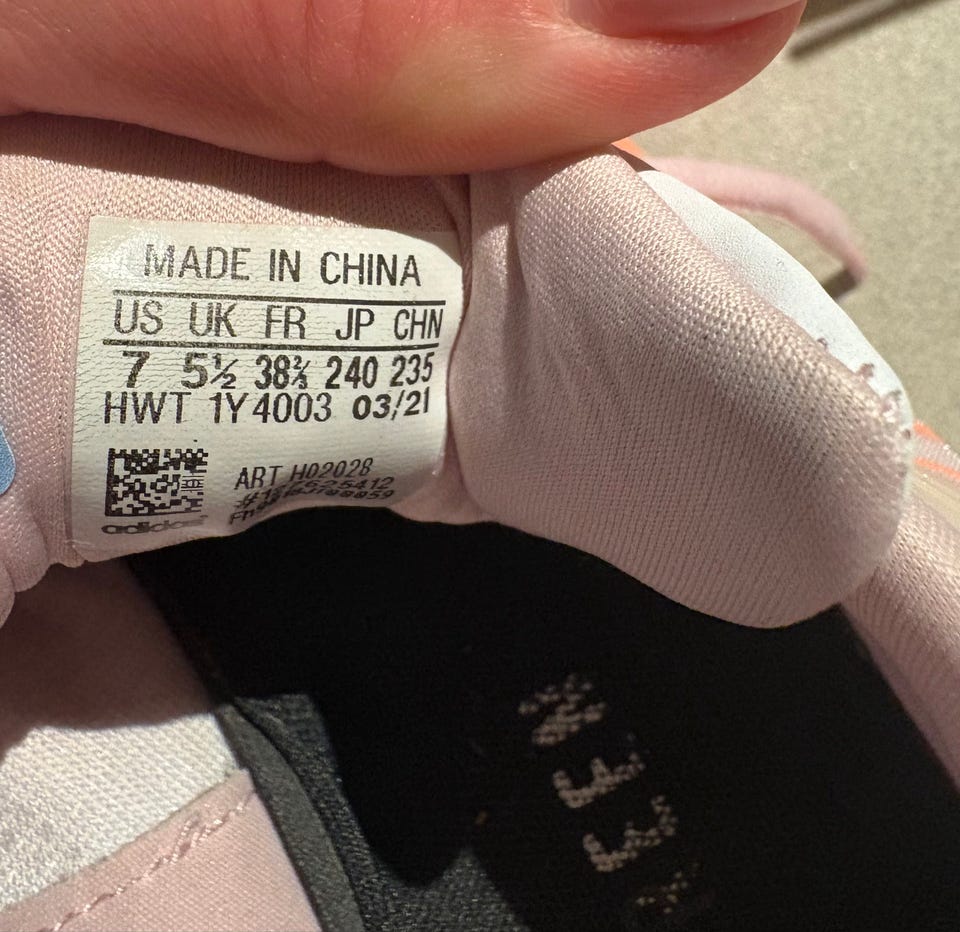 MADE IN CHINA
US UK FR JP CHN
7 5½ 38⅔ 240 235
HWT 1Y4003 03/21
ART H02028
adidas
EEN